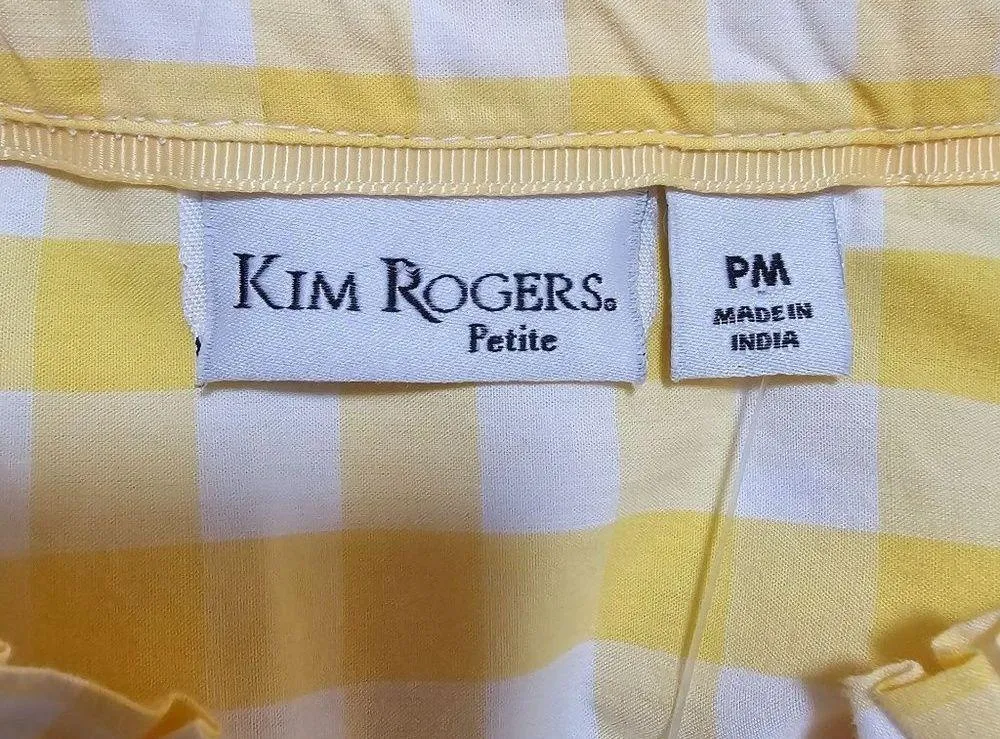 KIM ROGERS®
Petite
PM
MADE IN
INDIA